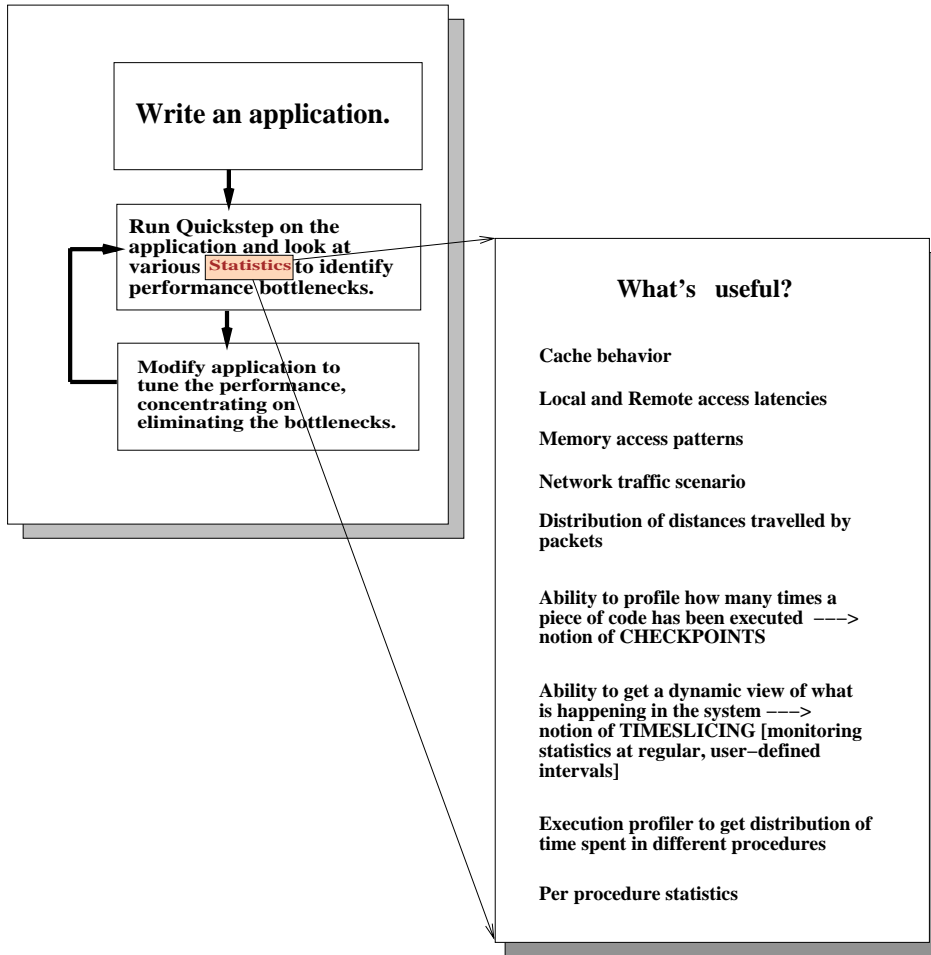 Write an application.
Run Quickstep on the
application and look at
various Statistics to identify
performance bottlenecks.
Modify application to
tune the performance,
concentrating on
eliminating the bottlenecks.
What's useful?
Cache behavior
Local and Remote access latencies
Memory access patterns
Network traffic scenario
Distribution of distances travelled by
packets
Ability to profile how many times a
piece of code has been executed −−−>
notion of CHECKPOINTS
Ability to get a dynamic view of what
is happening in the system −−−>
notion of TIMESLICING [monitoring
statistics at regular, user−defined
intervals]
Execution profiler to get distribution of
time spent in different procedures
Per procedure statistics